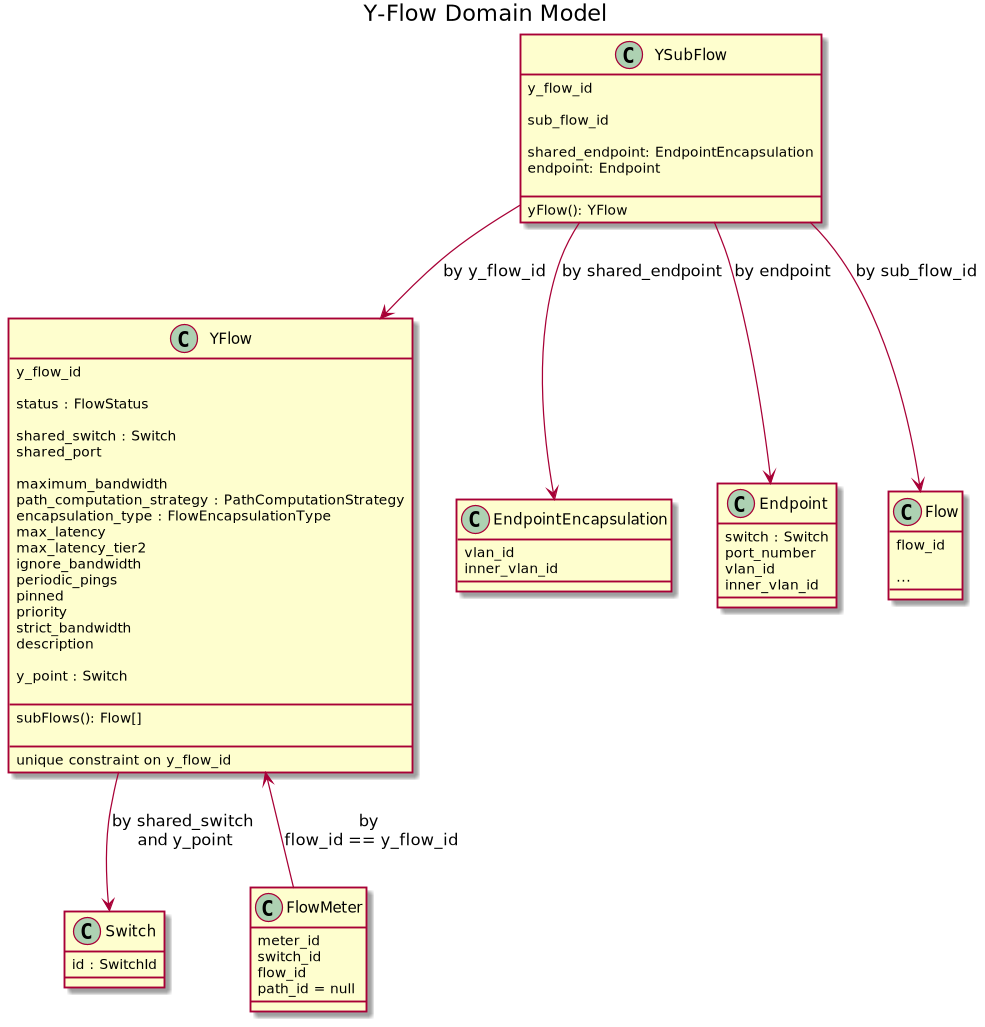 Y-Flow Domain Model
C YSubFlow
y_flow_id
sub_flow_id
shared_endpoint: EndpointEncapsulation
endpoint: Endpoint
yFlow(): YFlow
by y_flow_id
by shared_endpoint
by endpoint
by sub_flow_id
C YFlow
y_flow_id
status : FlowStatus
shared_switch : Switch
shared_port
maximum_bandwidth
path_computation_strategy : PathComputationStrategy
encapsulation_type : FlowEncapsulationType
max_latency
max_latency_tier2
ignore_bandwidth
periodic_pings
pinned
priority
strict_bandwidth
description
y_point : Switch
subFlows(): Flow[]
unique constraint on y_flow_id
C EndpointEncapsulation
vlan_id
inner_vlan_id
C Endpoint
switch : Switch
port_number
vlan_id
inner_vlan_id
C Flow
flow_id
...
by shared_switch
and y_point
by
flow_id == y_flow_id
C Switch
id : SwitchId
C FlowMeter
meter_id
switch_id
flow_id
path_id = null